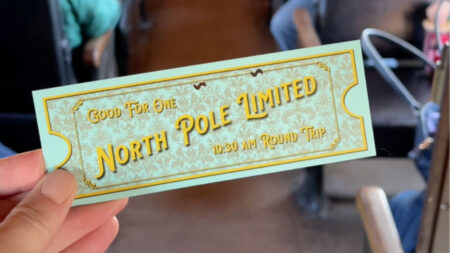 Good For One
North Pole Limited
10:30 am Round Trip